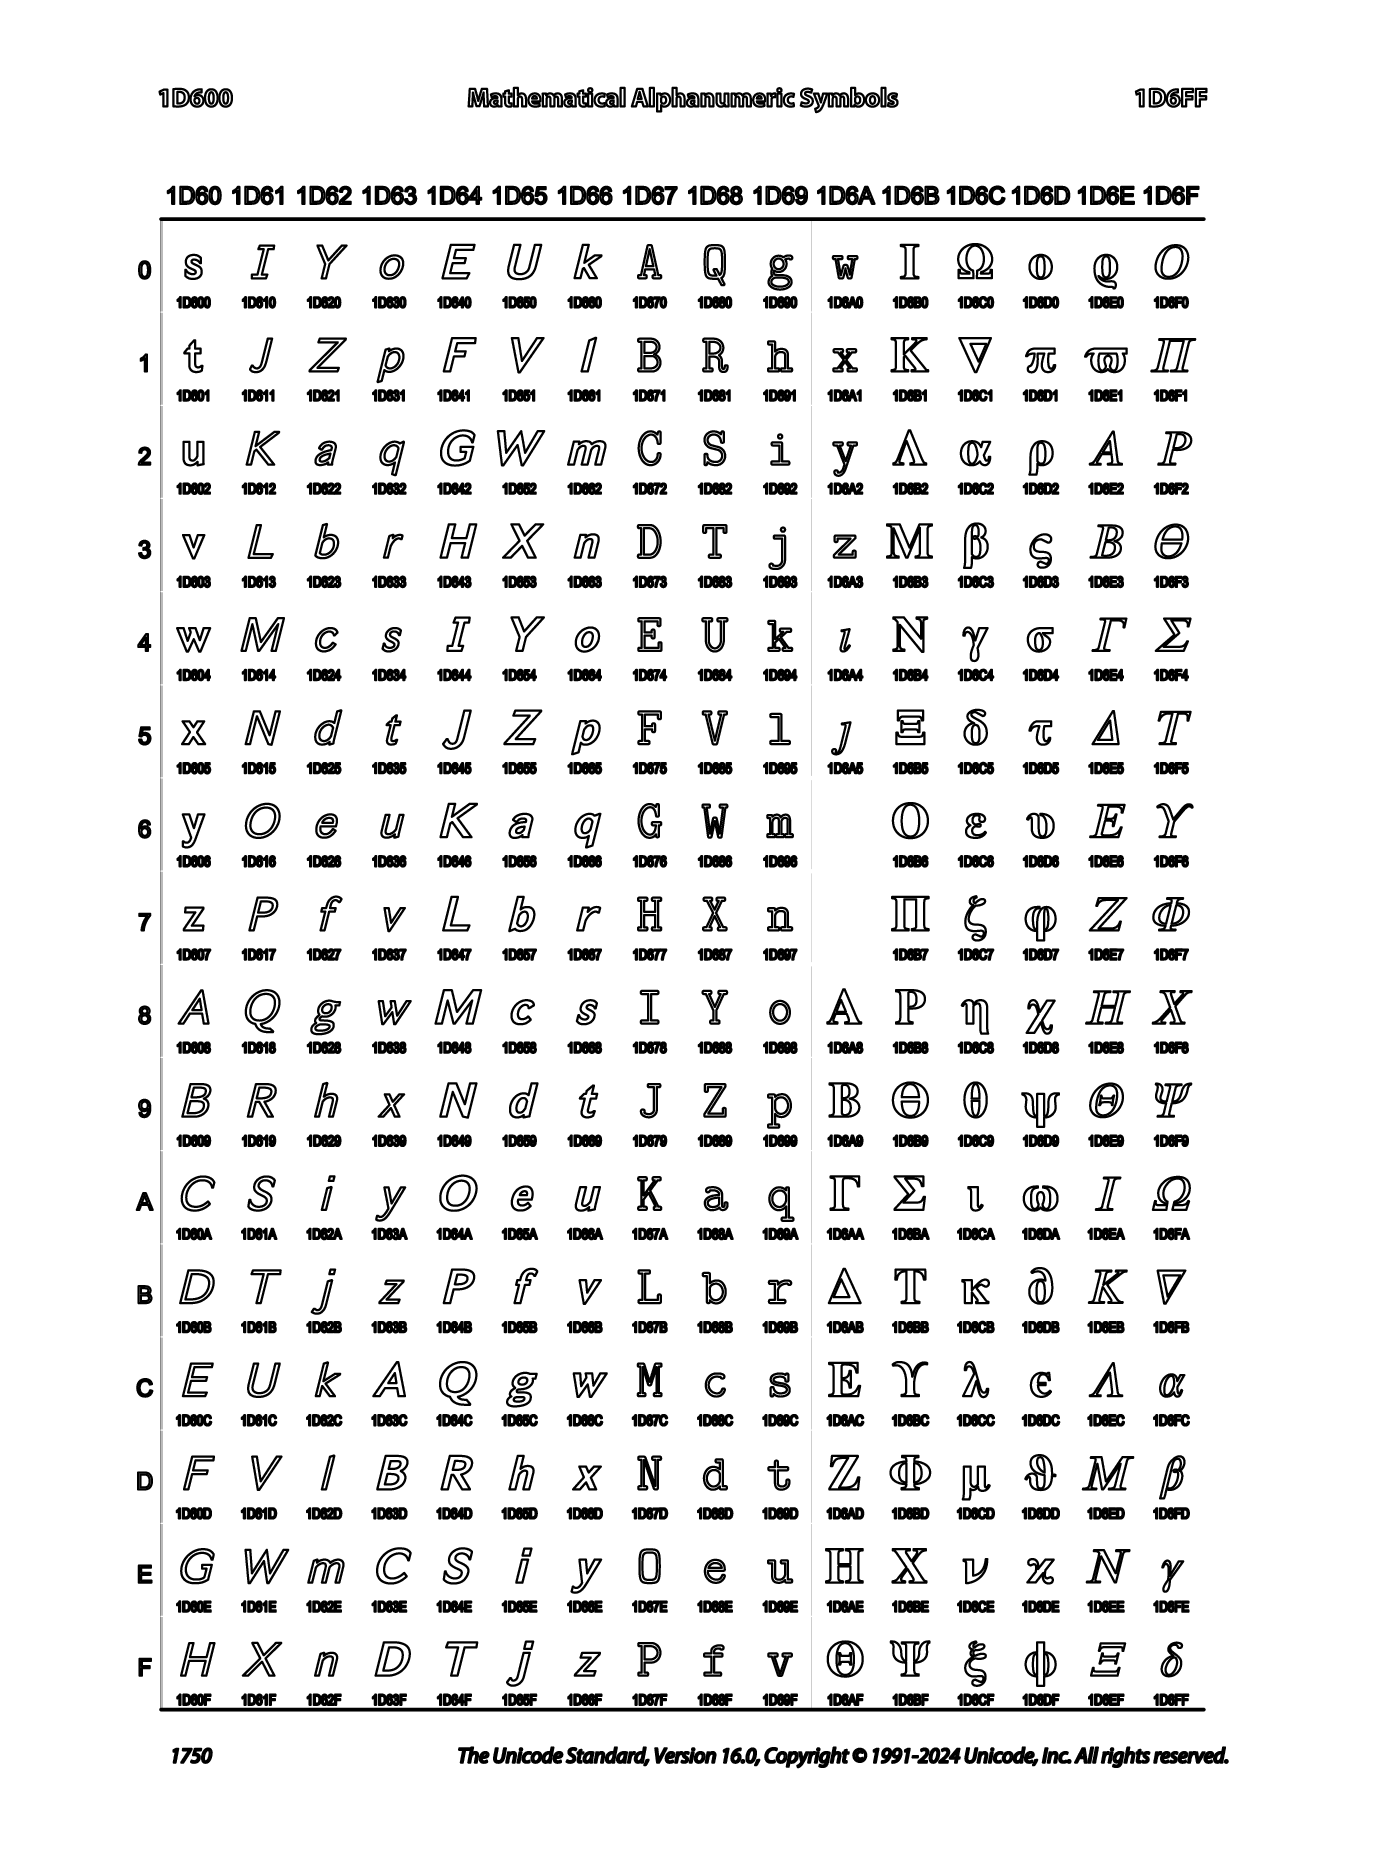 1D600 Mathematical Alphanumeric Symbols 1D6FF
1D60 1D61 1D62 1D63 1D64 1D65 1D66 1D67 1D68 1D69 1D6A 1D6B 1D6C 1D6D 1D6E 1D6F
0 s I Y o E U k A Q g w Ι Ω ο ϱ Ο
1D600 1D610 1D620 1D630 1D640 1D650 1D660 1D670 1D680 1D690 1D6A0 1D6B0 1D6C0 1D6D0 1D6E0 1D6F0
1 t J Z p F V l B R h x Κ ∇ π ϖ Π
1D601 1D611 1D621 1D631 1D641 1D651 1D661 1D671 1D681 1D691 1D6A1 1D6B1 1D6C1 1D6D1 1D6E1 1D6F1
2 u K a q G W m C S i y Λ α ρ Α Ρ
1D602 1D612 1D622 1D632 1D642 1D652 1D662 1D672 1D682 1D692 1D6A2 1D6B2 1D6C2 1D6D2 1D6E2 1D6F2
3 v L b r H X n D T j z Μ β ς Β ϴ
1D603 1D613 1D623 1D633 1D643 1D653 1D663 1D673 1D683 1D693 1D6A3 1D6B3 1D6C3 1D6D3 1D6E3 1D6F3
4 w M c s I Y o E U k ı Ν γ σ Γ Σ
1D604 1D614 1D624 1D634 1D644 1D654 1D664 1D674 1D684 1D694 1D6A4 1D6B4 1D6C4 1D6D4 1D6E4 1D6F4
5 x N d t J Z p F V l ȷ Ξ δ τ Δ Τ
1D605 1D615 1D625 1D635 1D645 1D655 1D665 1D675 1D685 1D695 1D6A5 1D6B5 1D6C5 1D6D5 1D6E5 1D6F5
6 y O e u K a q G W m Ο ε υ Ε Υ
1D606 1D616 1D626 1D636 1D646 1D656 1D666 1D676 1D686 1D696 1D6B6 1D6C6 1D6D6 1D6E6 1D6F6
7 z P f v L b r H X n Π ζ φ Ζ Φ
1D607 1D617 1D627 1D637 1D647 1D657 1D667 1D677 1D687 1D697 1D6B7 1D6C7 1D6D7 1D6E7 1D6F7
8 A Q g w M c s I Y o Α Ρ η χ Η Χ
1D608 1D618 1D628 1D638 1D648 1D658 1D668 1D678 1D688 1D698 1D6A8 1D6B8 1D6C8 1D6D8 1D6E8 1D6F8
9 B R h x N d t J Z p Β ϴ θ ψ Θ Ψ
1D609 1D619 1D629 1D639 1D649 1D659 1D669 1D679 1D689 1D699 1D6A9 1D6B9 1D6C9 1D6D9 1D6E9 1D6F9
A C S i y O e u K a q Γ Σ ι ω Ι Ω
1D60A 1D61A 1D62A 1D63A 1D64A 1D65A 1D66A 1D67A 1D68A 1D69A 1D6AA 1D6BA 1D6CA 1D6DA 1D6EA 1D6FA
B D T j z P f v L b r Δ Τ κ ∂ Κ ∇
1D60B 1D61B 1D62B 1D63B 1D64B 1D65B 1D66B 1D67B 1D68B 1D69B 1D6AB 1D6BB 1D6CB 1D6DB 1D6EB 1D6FB
C E U k A Q g w M c s Ε Υ λ ϵ Λ α
1D60C 1D61C 1D62C 1D63C 1D64C 1D65C 1D66C 1D67C 1D68C 1D69C 1D6AC 1D6BC 1D6CC 1D6DC 1D6EC 1D6FC
D F V l B R h x N d t Ζ Φ μ ϑ Μ β
1D60D 1D61D 1D62D 1D63D 1D64D 1D65D 1D66D 1D67D 1D68D 1D69D 1D6AD 1D6BD 1D6CD 1D6DD 1D6ED 1D6FD
E G W m C S i y O e u Η Χ ν ϰ Ν γ
1D60E 1D61E 1D62E 1D63E 1D64E 1D65E 1D66E 1D67E 1D68E 1D69E 1D6AE 1D6BE 1D6CE 1D6DE 1D6EE 1D6FE
F H X n D T j z P f v Θ Ψ ξ ϕ Ξ δ
1D60F 1D61F 1D62F 1D63F 1D64F 1D65F 1D66F 1D67F 1D68F 1D69F 1D6AF 1D6BF 1D6CF 1D6DF 1D6EF 1D6FF
1750 The Unicode Standard, Version 16.0, Copyright © 1991-2024 Unicode, Inc. All rights reserved.